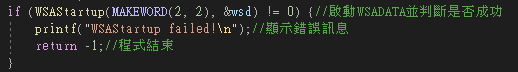 if (WSAStartup(MAKEWORD(2, 2), &wsd) != 0) {//啟動WSADATA並判斷是否成功
printf("WSAStartup failed!\n");//顯示錯誤訊息
return -1;//程式結束
}